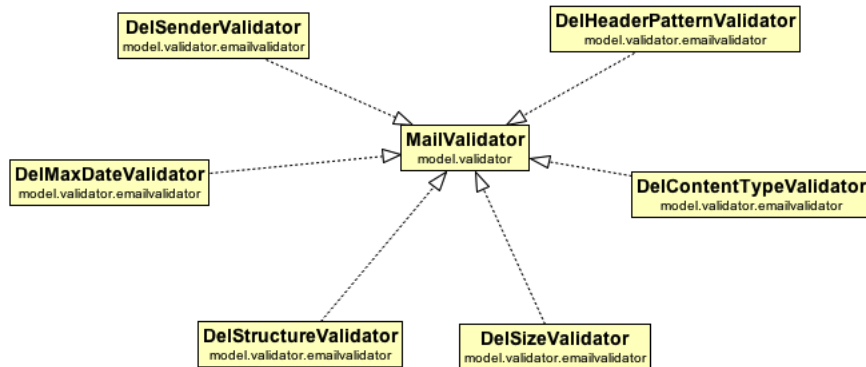 DelSenderValidator
model.validator.emailvalidator
DelHeaderPatternValidator
model.validator.emailvalidator
MailValidator
model.validator
DelMaxDateValidator
model.validator.emailvalidator
DelContentTypeValidator
model.validator.emailvalidator
DelStructureValidator
model.validator.emailvalidator
DelSizeValidator
model.validator.emailvalidator